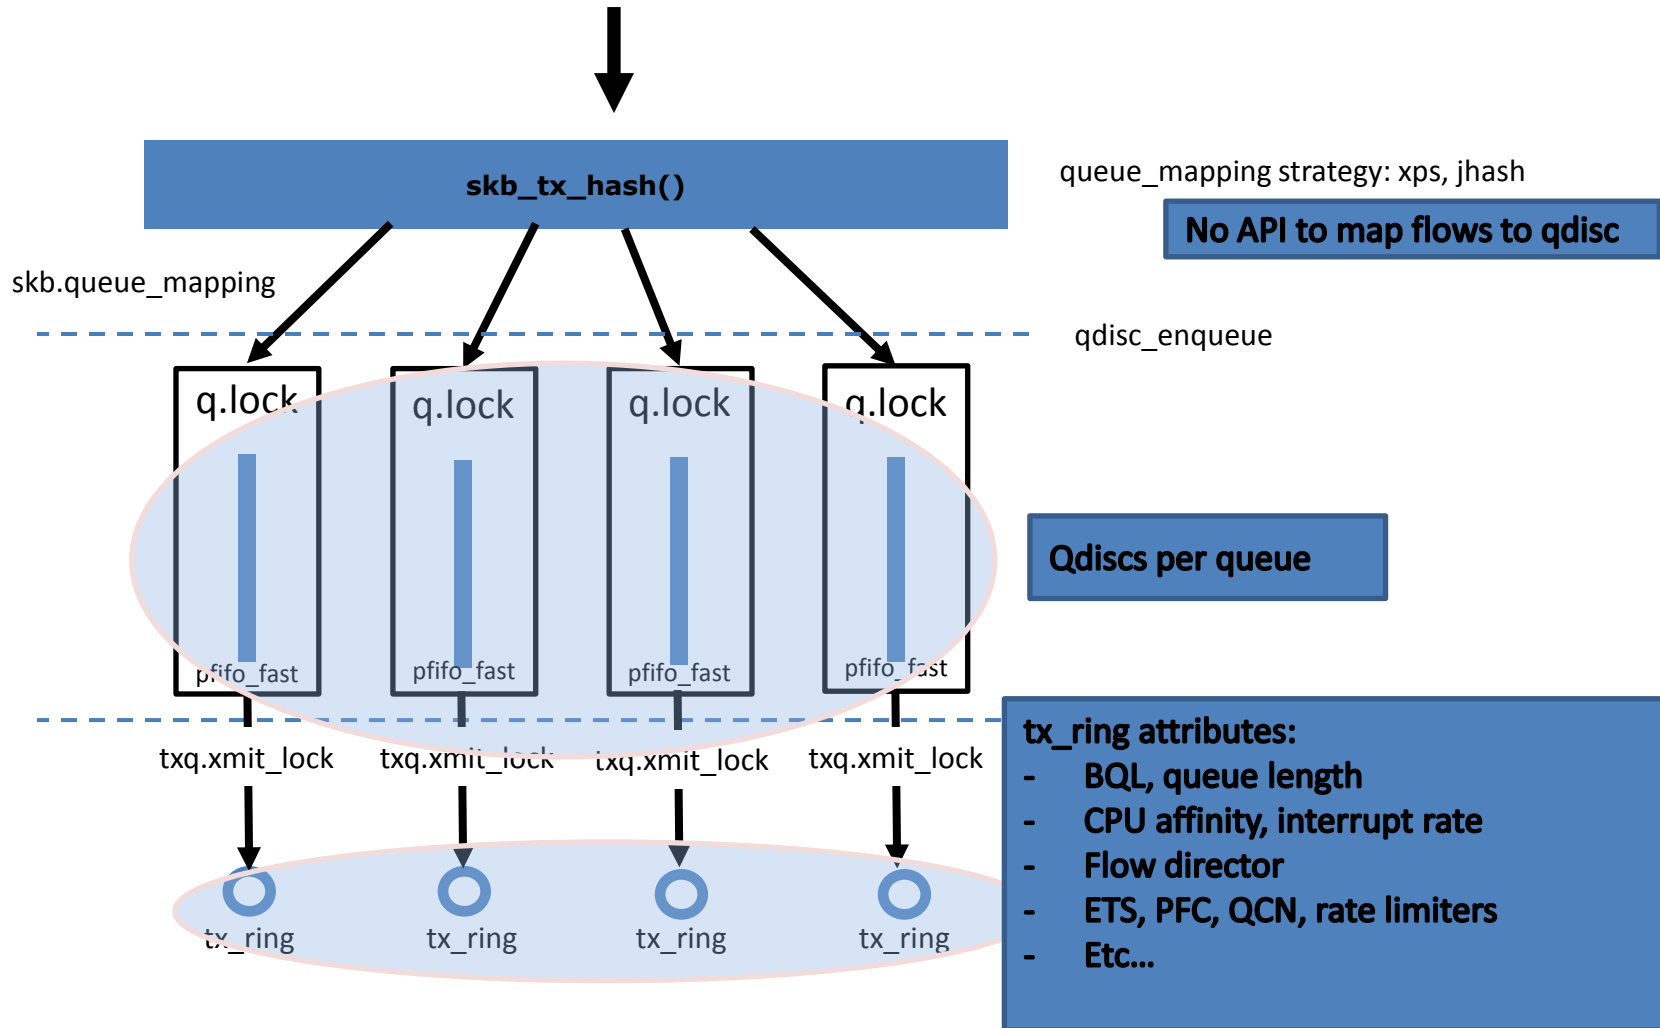 skb_tx_hash()
queue_mapping strategy: xps, jhash
No API to map flows to qdisc
skb.queue_mapping
qdisc_enqueue
q.lock q.lock q.lock q.lock
Qdiscs per queue
pfifo_fast pfifo_fast pfifo_fast pfifo_fast
txq.xmit_lock txq.xmit_lock txq.xmit_lock txq.xmit_lock
tx_ring tx_ring tx_ring tx_ring
tx_ring attributes:
- BQL, queue length
- CPU affinity, interrupt rate
- Flow director
- ETS, PFC, QCN, rate limiters
- Etc...